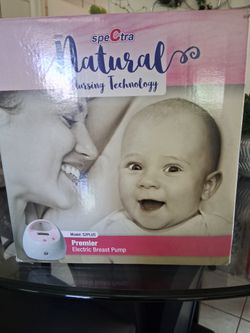 speCtra
Natural
Nursing Technology
Model: S2PLUS
Premier
Electric Breast Pump